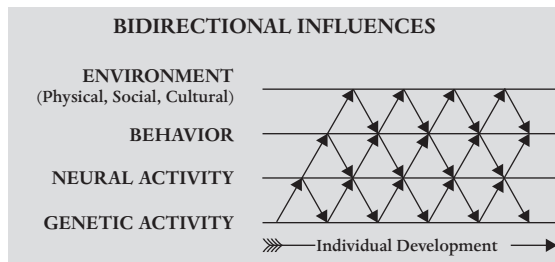 BIDIRECTIONAL INFLUENCES
ENVIRONMENT
(Physical, Social, Cultural)
BEHAVIOR
NEURAL ACTIVITY
GENETIC ACTIVITY
Individual Development